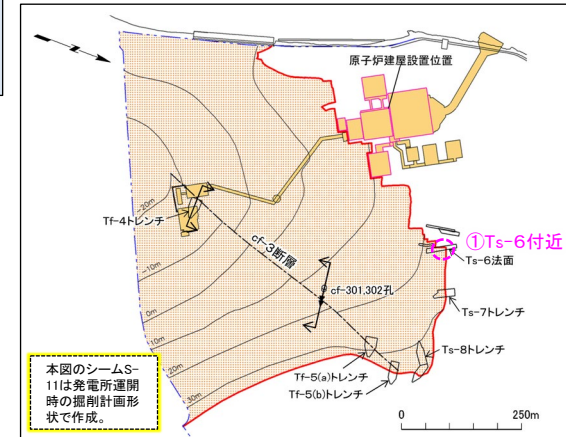 原子炉建屋設置位置
①Ts-6付近
Ts-6法面
-20m
Tf-4トレンチ
-10m
cf-3断層
cf-301,302孔
Ts-7トレンチ
0m
10m
Ts-8トレンチ
20m
Tf-5(a)トレンチ
30m
Tf-5(b)トレンチ
本図のシームS-
11は発電所運開
時の掘削計画形
状で作成。
0 250m